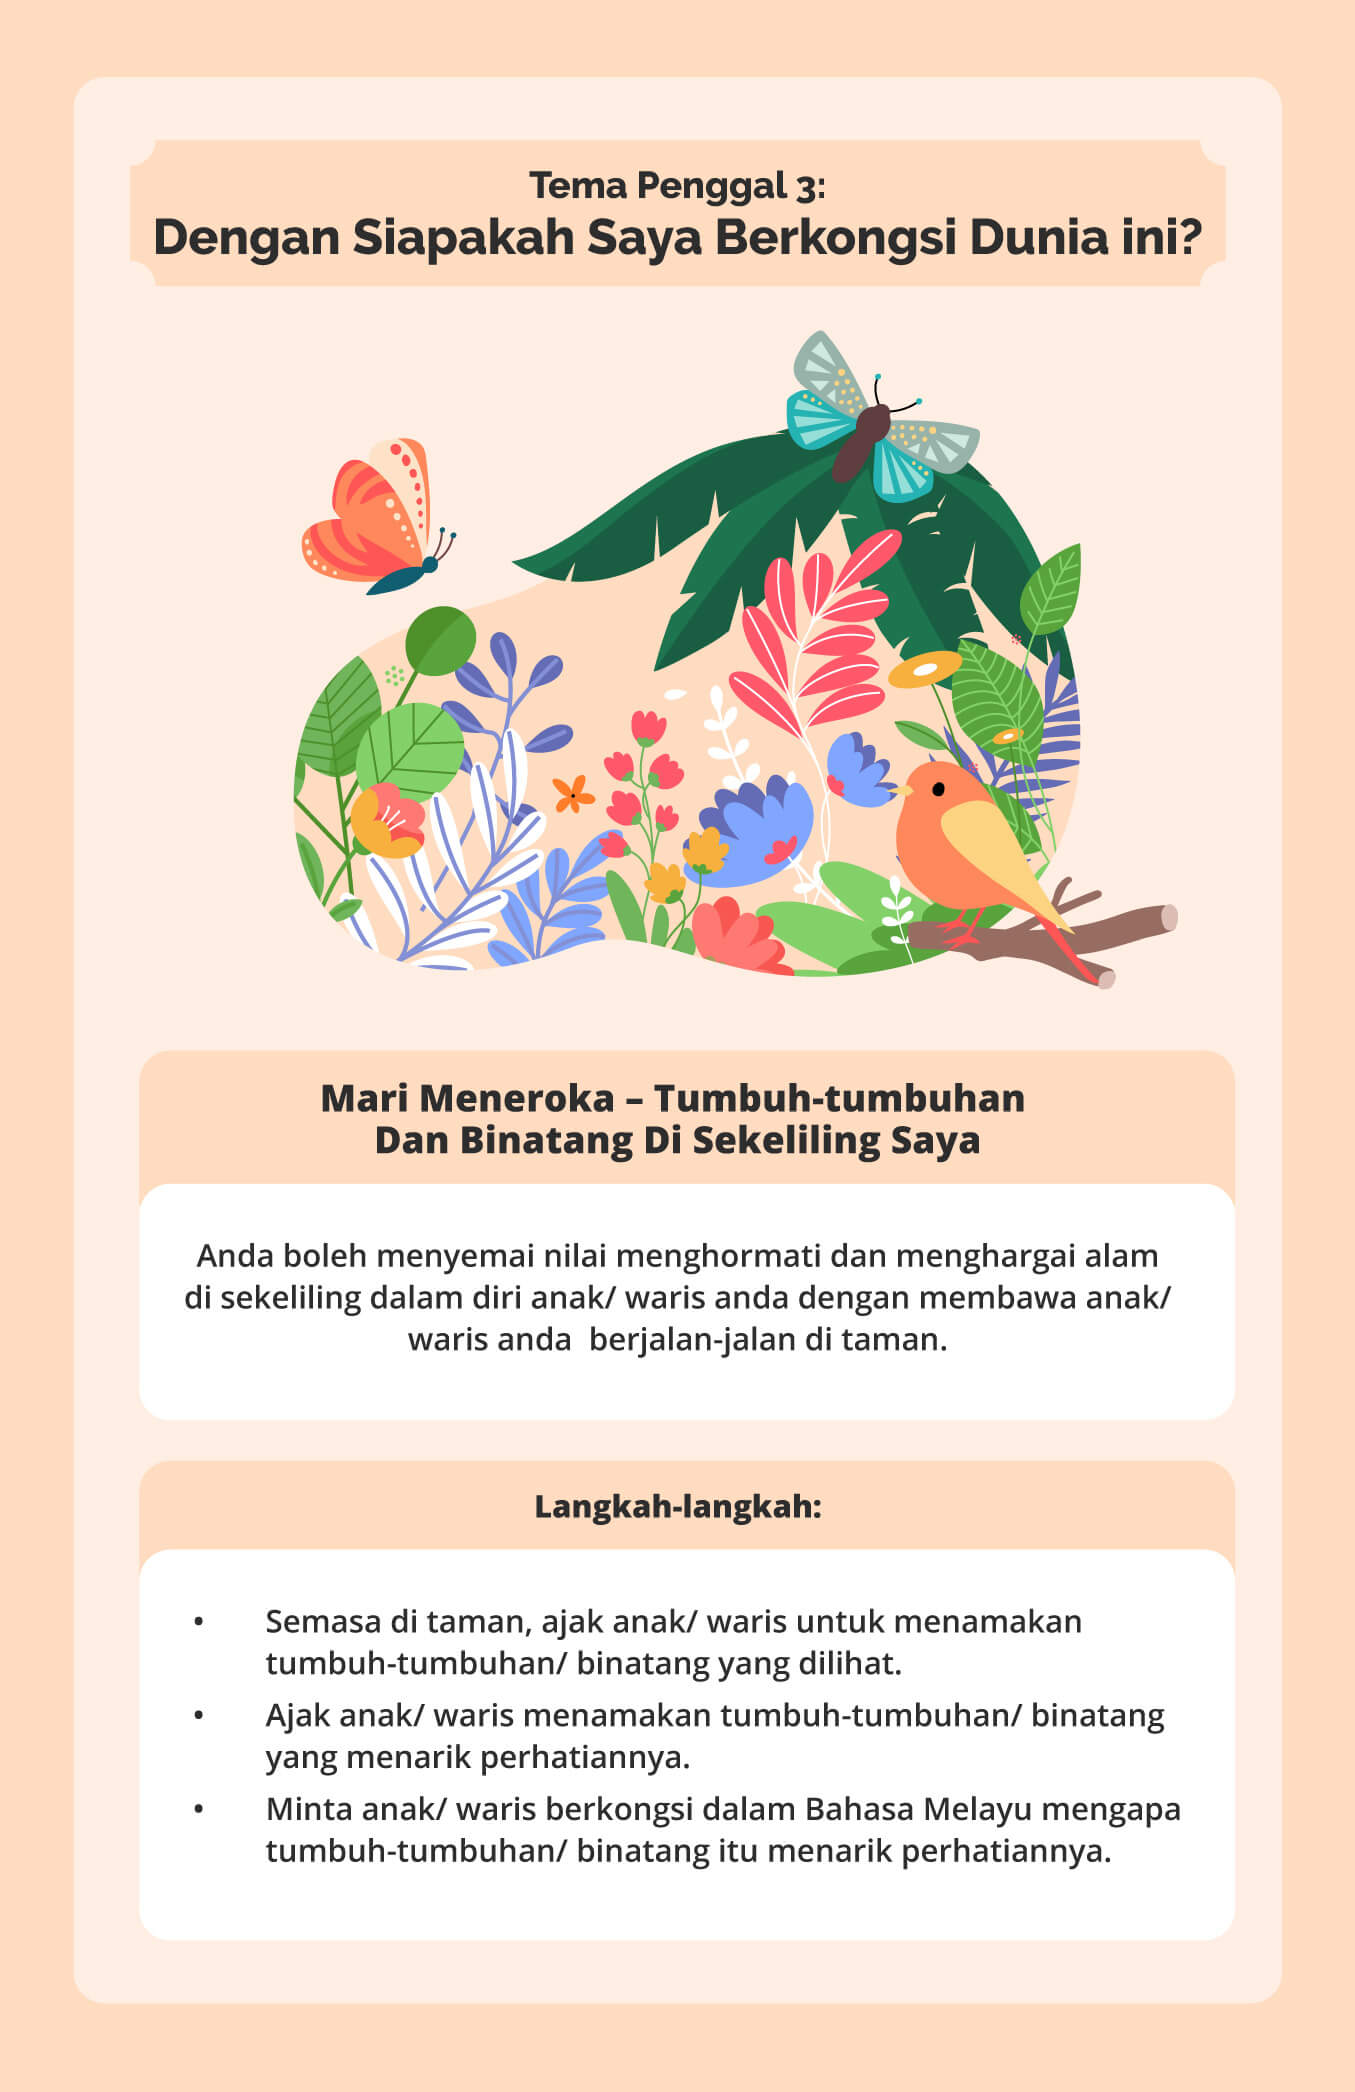 Tema Penggal 3:
Dengan Siapakah Saya Berkongsi Dunia ini?
Mari Meneroka – Tumbuh-tumbuhan
Dan Binatang Di Sekeliling Saya
Anda boleh menyemai nilai menghormati dan menghargai alam
di sekeliling dalam diri anak/ waris anda dengan membawa anak/
waris anda  berjalan-jalan di taman.
Langkah-langkah:
• Semasa di taman, ajak anak/ waris untuk menamakan
tumbuh-tumbuhan/ binatang yang dilihat.
• Ajak anak/ waris menamakan tumbuh-tumbuhan/ binatang
yang menarik perhatiannya.
• Minta anak/ waris berkongsi dalam Bahasa Melayu mengapa
tumbuh-tumbuhan/ binatang itu menarik perhatiannya.